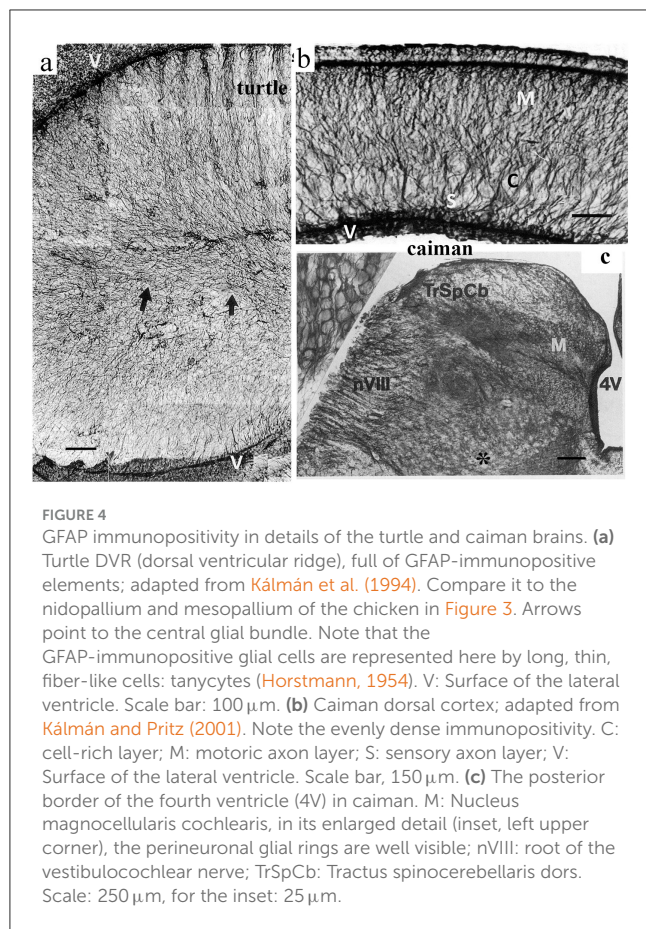 a
V
turtle
V
b
M
C
S
V
caiman
c
TrSpCb
M
nVIII
4V
*
FIGURE 4
GFAP immunopositivity in details of the turtle and caiman brains. (a)
Turtle DVR (dorsal ventricular ridge), full of GFAP-immunopositive
elements; adapted from Kálmán et al. (1994). Compare it to the
nidopallium and mesopallium of the chicken in Figure 3. Arrows
point to the central glial bundle. Note that the
GFAP-immunopositive glial cells are represented here by long, thin,
fiber-like cells: tanycytes (Horstmann, 1954). V: Surface of the lateral
ventricle. Scale bar: 100 μm. (b) Caiman dorsal cortex; adapted from
Kálmán and Pritz (2001). Note the evenly dense immunopositivity. C:
cell-rich layer; M: motoric axon layer; S: sensory axon layer; V:
Surface of the lateral ventricle. Scale bar, 150 μm. (c) The posterior
border of the fourth ventricle (4V) in caiman. M: Nucleus
magnocellularis cochlearis, in its enlarged detail (inset, left upper
corner), the perineuronal glial rings are well visible; nVIII: root of the
vestibulocochlear nerve; TrSpCb: Tractus spinocerebellaris dors.
Scale: 250 μm, for the inset: 25 μm.